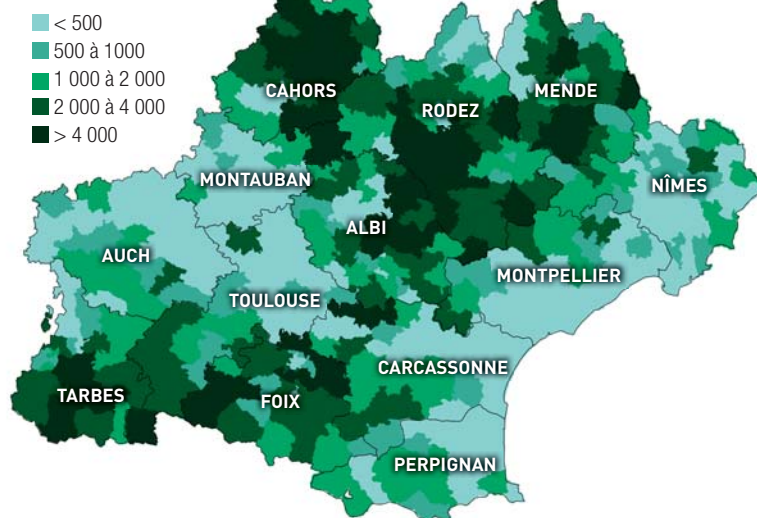 < 500
500 à 1000
1 000 à 2 000
2 000 à 4 000
> 4 000
CAHORS
RODEZ
MENDE
MONTAUBAN
NÎMES
ALBI
AUCH
MONTPELLIER
TOULOUSE
CARCASSONNE
TARBES
FOIX
PERPIGNAN